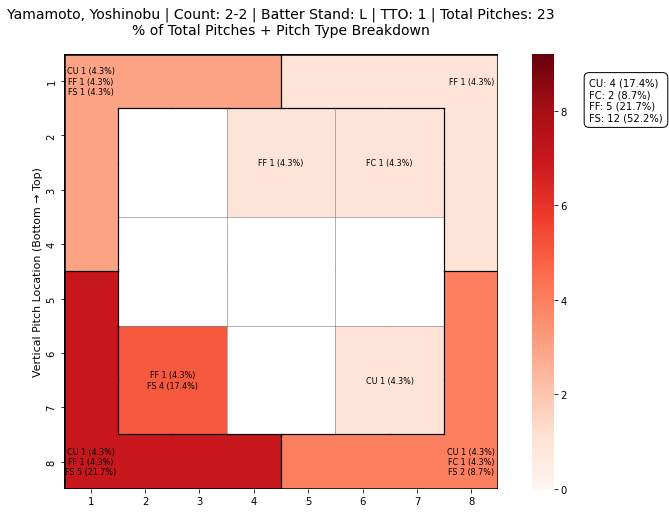 Yamamoto, Yoshinobu | Count: 2-2 | Batter Stand: L | TTO: 1 | Total Pitches: 23
% of Total Pitches + Pitch Type Breakdown
CU 1 (4.3%)
FF 1 (4.3%)
FS 1 (4.3%)
FF 1 (4.3%)
FF 1 (4.3%)
FC 1 (4.3%)
FF 1 (4.3%)
FS 4 (17.4%)
CU 1 (4.3%)
CU 1 (4.3%)
FF 1 (4.3%)
FS 5 (21.7%)
CU 1 (4.3%)
FC 1 (4.3%)
FS 2 (8.7%)
Vertical Pitch Location (Bottom → Top)
1
2
3
4
5
6
7
8
1
2
3
4
5
6
7
8
8
6
4
2
0
CU: 4 (17.4%)
FC: 2 (8.7%)
FF: 5 (21.7%)
FS: 12 (52.2%)